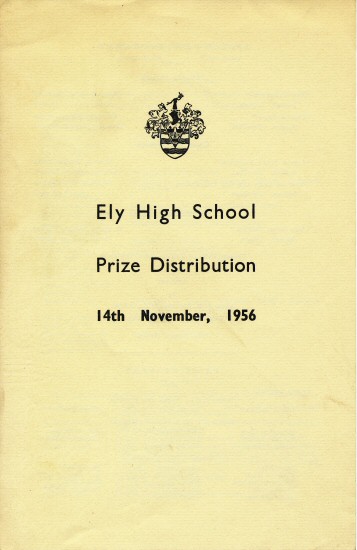 Ely High School
Prize Distribution
14th November, 1956